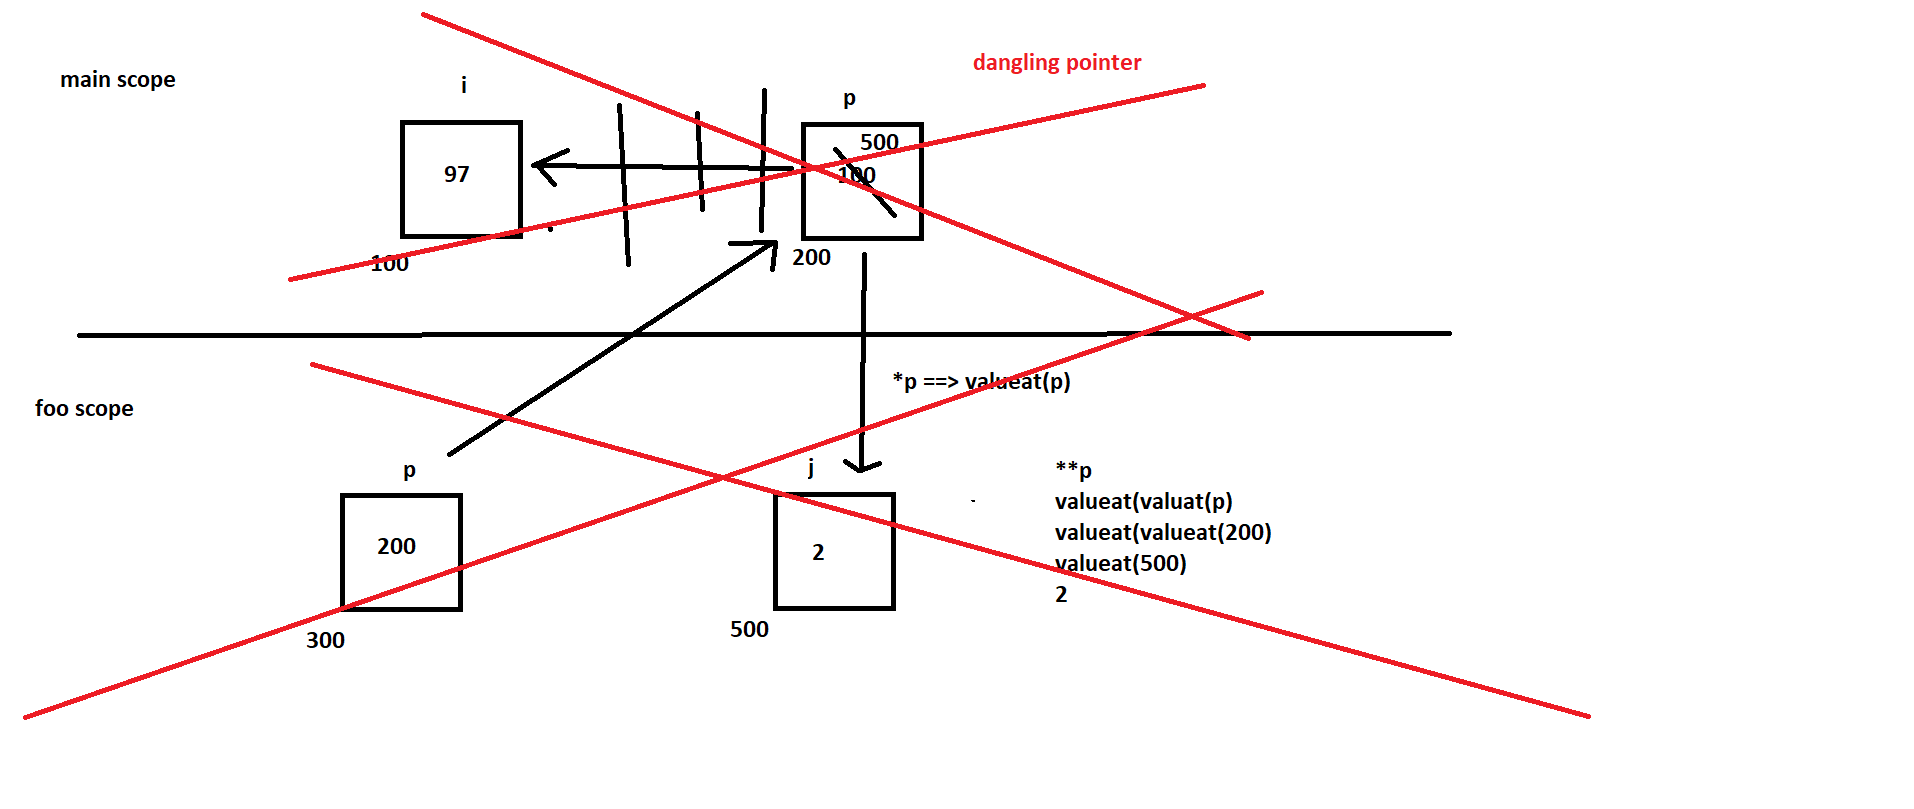 dangling pointer
main scope
i
p
500
97
100
100
200
*p ==> valueat(p)
foo scope
p
j
**p
valueat(valuat(p)
valueat(valueat(200)
valueat(500)
2
200
2
300
500